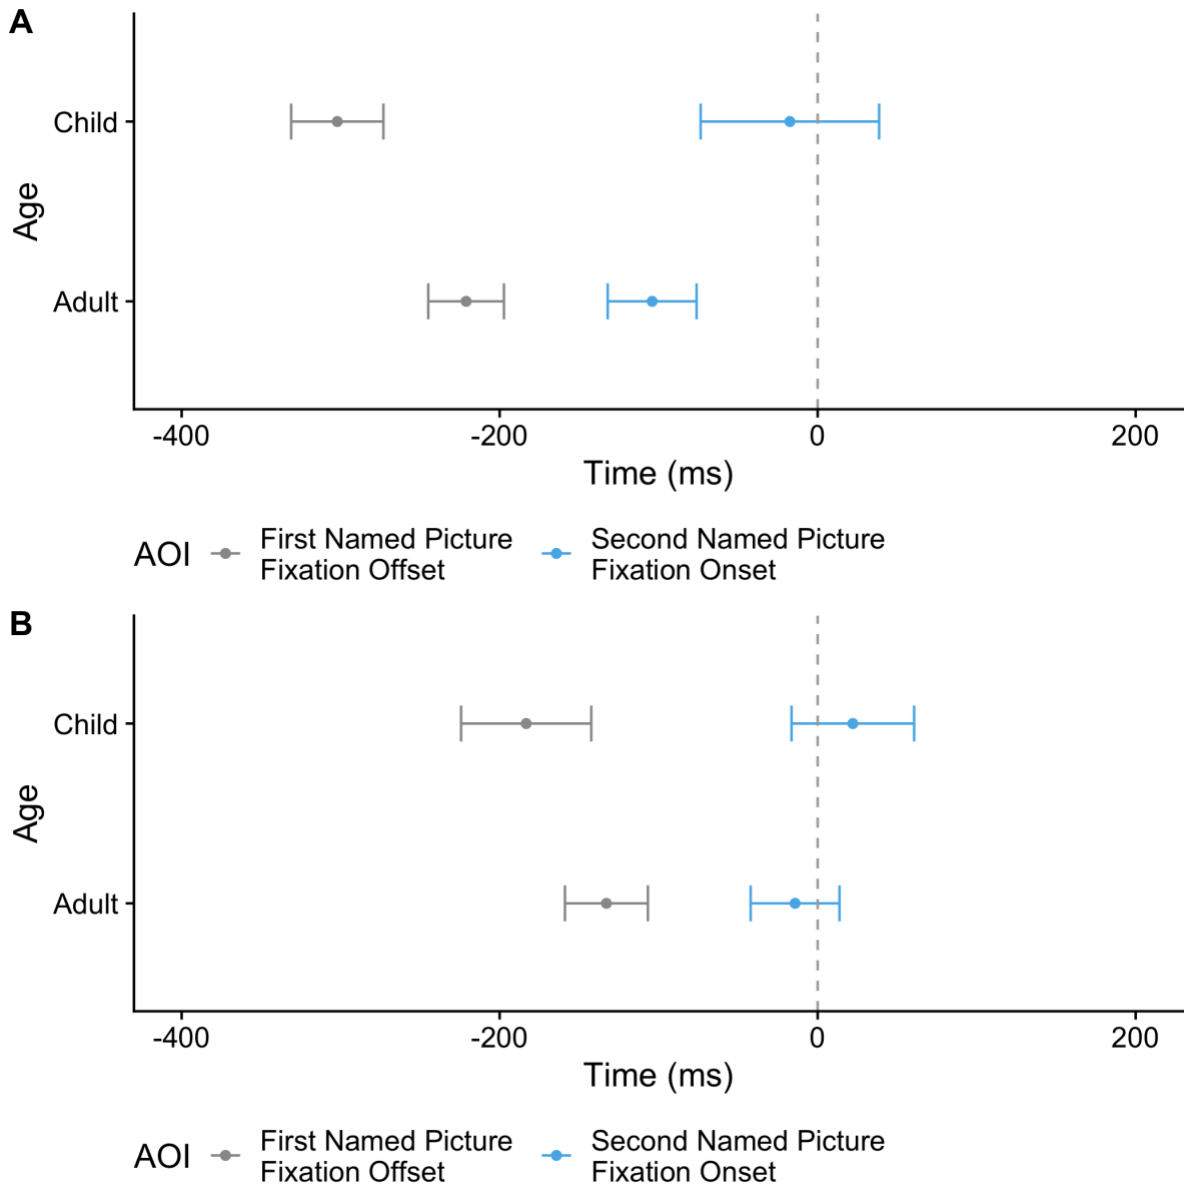 A
Child
Age
Adult
-400 -200 0 200
Time (ms)
AOI First Named Picture Fixation Offset Second Named Picture Fixation Onset
B
Child
Age
Adult
-400 -200 0 200
Time (ms)
AOI First Named Picture Fixation Offset Second Named Picture Fixation Onset